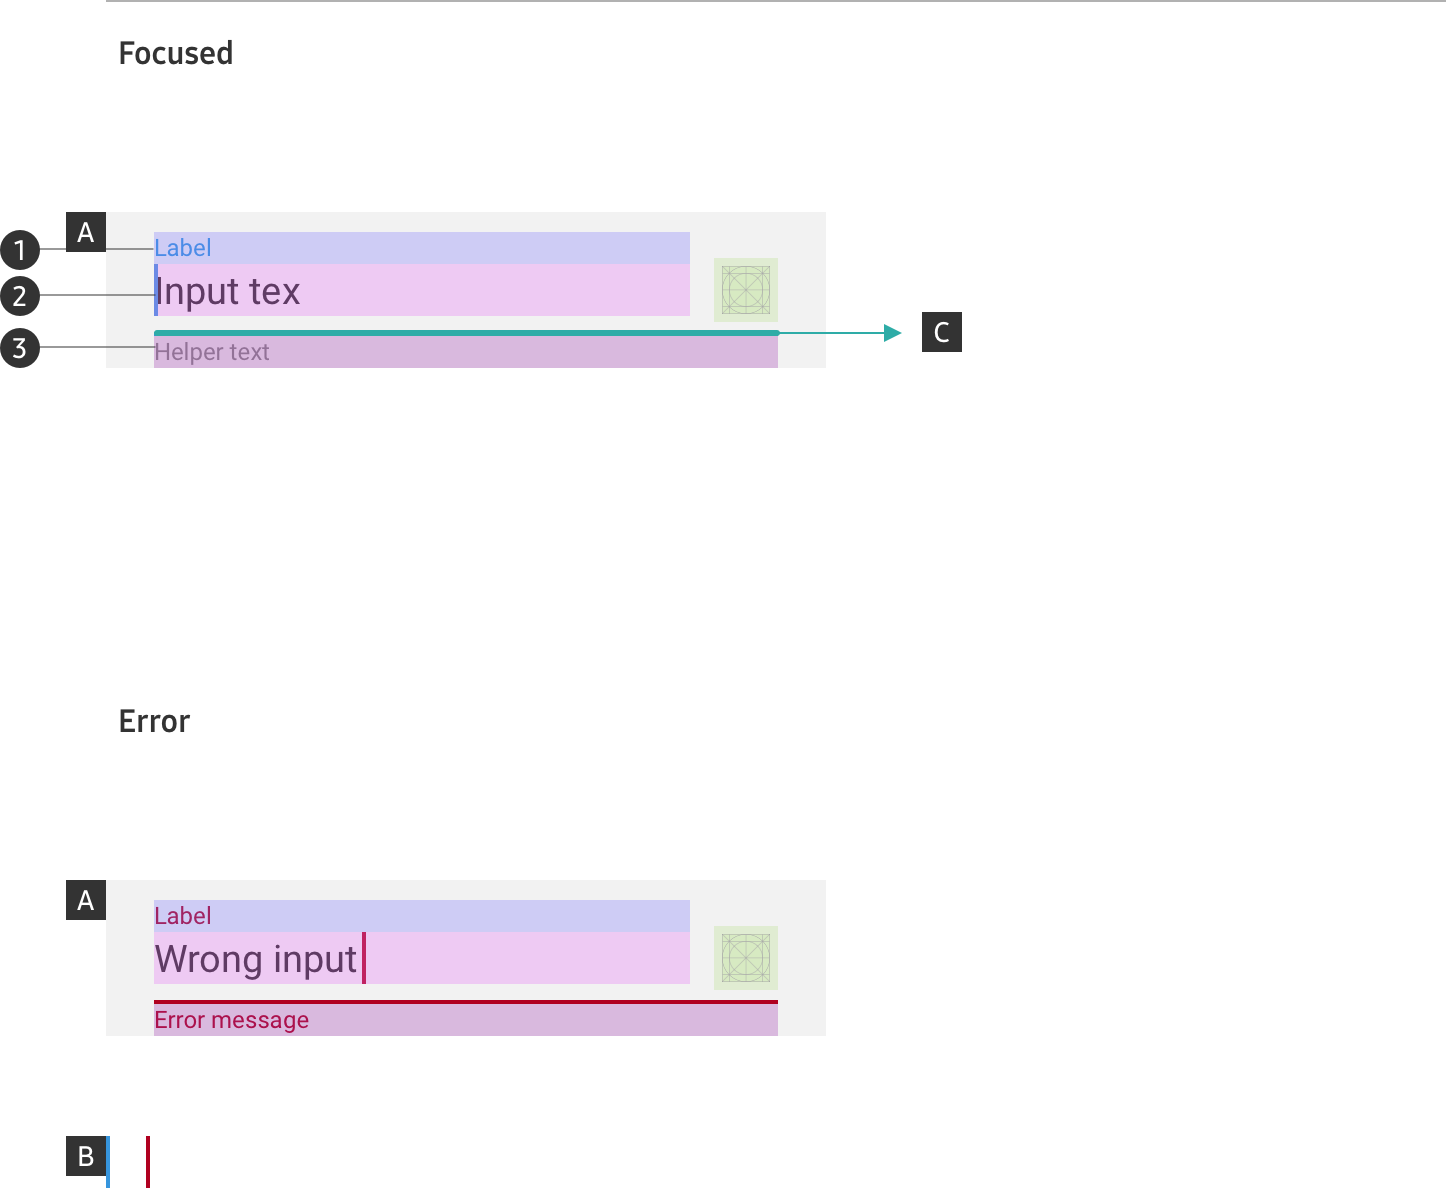 Focused
A
1 Label
2 Input tex
C
3 Helper text
Error
A
Label
Wrong input
Error message
B